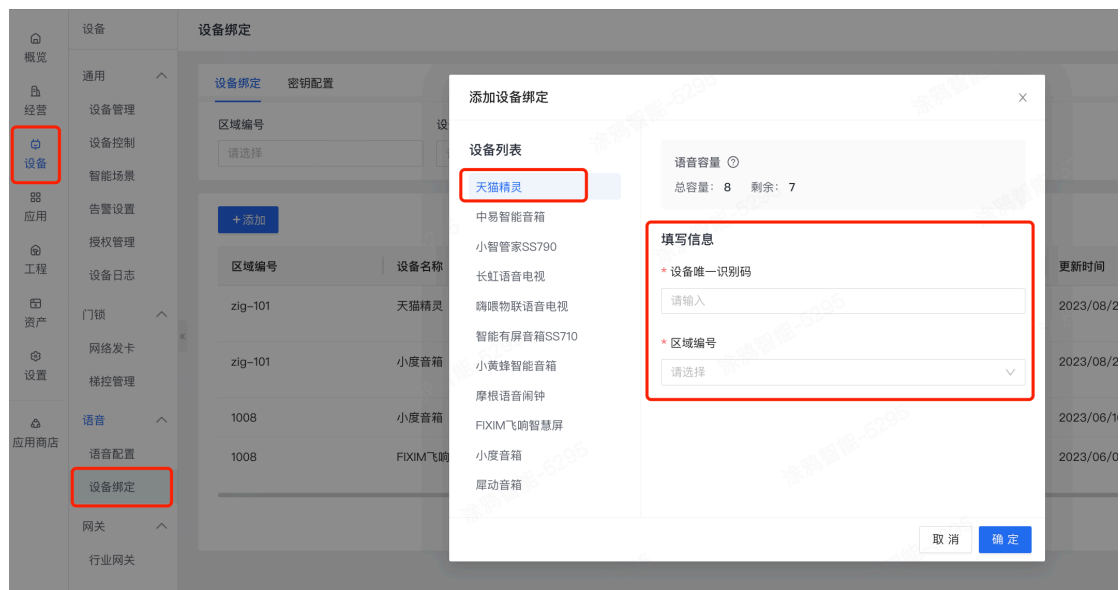 概览
经营
设备
应用
工程
资产
设置
应用商店
设备
通用
设备管理
设备控制
智能场景
告警设置
授权管理
设备日志
门锁
网络发卡
梯控管理
语音
语音配置
设备绑定
网关
行业网关
设备绑定
设备绑定 密钥配置
区域编号 设
请选择
+添加
区域编号 设备名称 更新时间
zig-101 天猫精灵 2023/08/2
zig-101 小度音箱 2023/08/2
1008 小度音箱 2023/06/1
1008 FIXIM飞响 2023/06/0
添加设备绑定
设备列表
天猫精灵
中易智能音箱
小智管家SS790
长虹语音电视
嗨喂物联语音电视
智能有屏音箱SS710
小黄蜂智能音箱
摩根语音闹钟
FIXIM飞响智慧屏
小度音箱
犀动音箱
语音容量
总容量: 8 剩余: 7
填写信息
* 设备唯一识别码
请输入
* 区域编号
请选择
取消 确定
涂鸦智能-5295